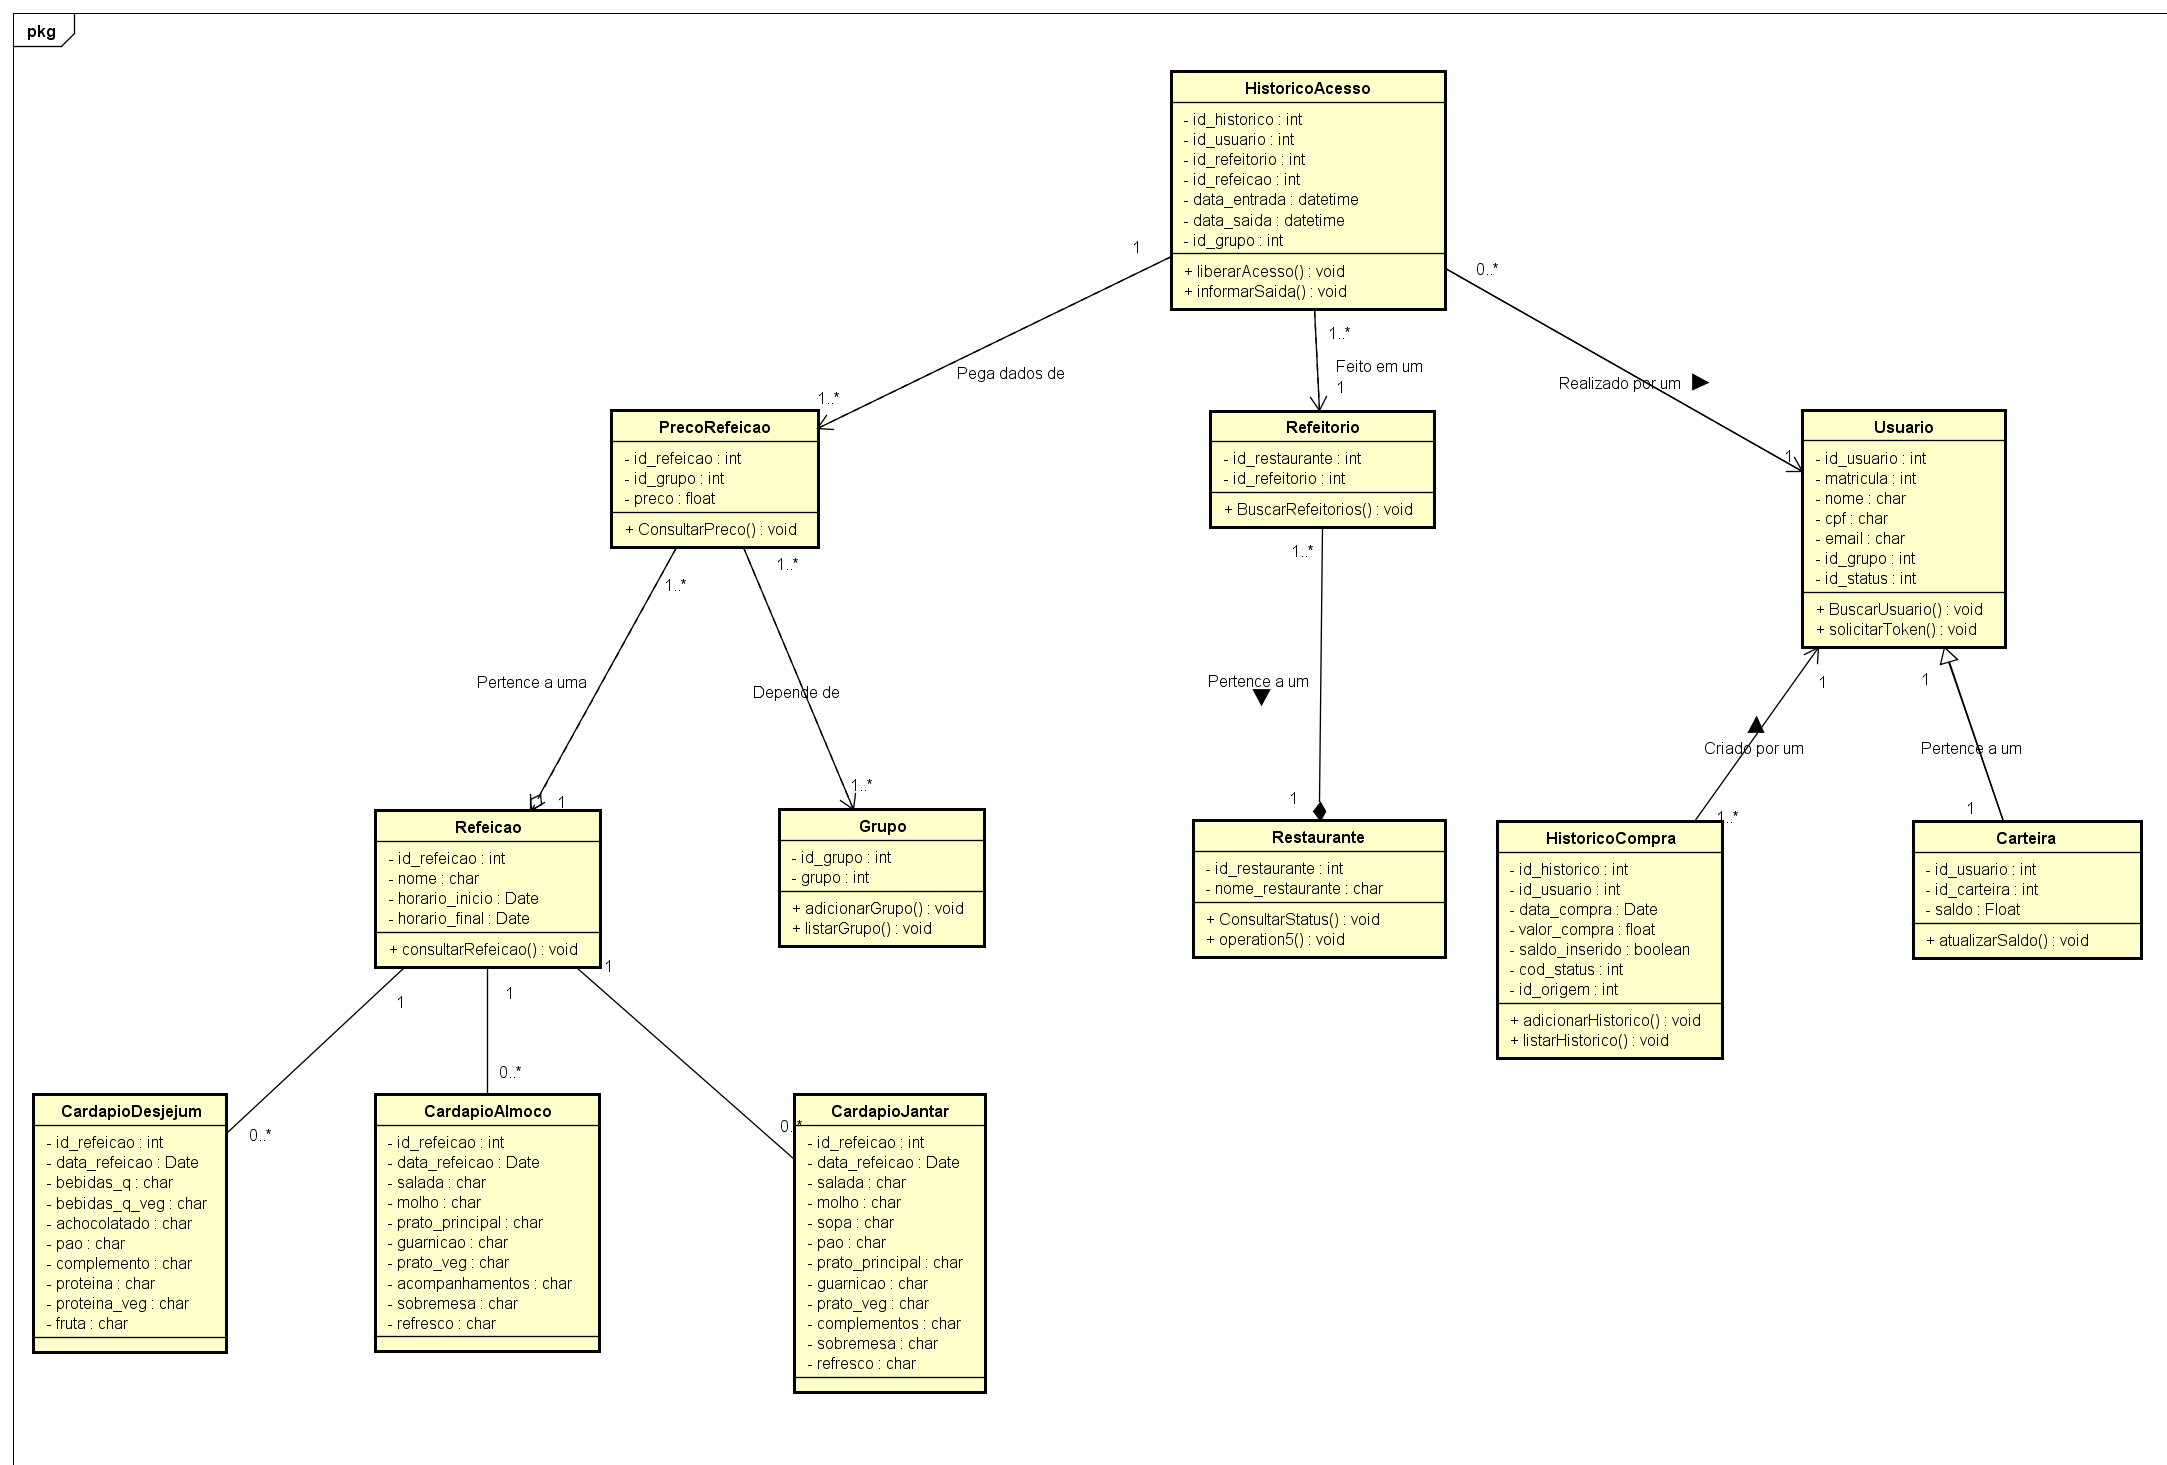 pkg
HistoricoAcesso
- id_historico : int
- id_usuario : int
- id_refeitorio : int
- id_refeicao : int
- data_entrada : datetime
- data_saida : datetime
- id_grupo : int
+ liberarAcesso() : void
+ informarSaida() : void
1
0..*
1..*
Feito em um
1
Pega dados de
1..*
Realizado por um
1
PrecoRefeicao
- id_refeicao : int
- id_grupo : int
- preco : float
+ ConsultarPreco() : void
Refeitorio
- id_restaurante : int
- id_refeitorio : int
+ BuscarRefeitorios() : void
Usuario
- id_usuario : int
- matricula : int
- nome : char
- cpf : char
- email : char
- id_grupo : int
- id_status : int
+ BuscarUsuario() : void
+ solicitarToken() : void
1..*
1..*
1..*
Pertence a uma
Depende de
Pertence a um
1
1
Criado por um
Pertence a um
1
1..*
1
1..*
1
Refeicao
- id_refeicao : int
- nome : char
- horario_inicio : Date
- horario_final : Date
+ consultarRefeicao() : void
Grupo
- id_grupo : int
- grupo : int
+ adicionarGrupo() : void
+ listarGrupo() : void
Restaurante
- id_restaurante : int
- nome_restaurante : char
+ ConsultarStatus() : void
+ operation5() : void
HistoricoCompra
- id_historico : int
- id_usuario : int
- data_compra : Date
- valor_compra : float
- saldo_inserido : boolean
- cod_status : int
- id_origem : int
+ adicionarHistorico() : void
+ listarHistorico() : void
Carteira
- id_usuario : int
- id_carteira : int
- saldo : Float
+ atualizarSaldo() : void
1
1
1
0..*
0..*
0..*
CardapioDesjejum
- id_refeicao : int
- data_refeicao : Date
- bebidas_q : char
- bebidas_q_veg : char
- achocolatado : char
- pao : char
- complemento : char
- proteina : char
- proteina_veg : char
- fruta : char
CardapioAlmoco
- id_refeicao : int
- data_refeicao : Date
- salada : char
- molho : char
- prato_principal : char
- guarnicao : char
- prato_veg : char
- acompanhamentos : char
- sobremesa : char
- refresco : char
CardapioJantar
- id_refeicao : int
- data_refeicao : Date
- salada : char
- molho : char
- sopa : char
- pao : char
- prato_principal : char
- guarnicao : char
- prato_veg : char
- complementos : char
- sobremesa : char
- refresco : char